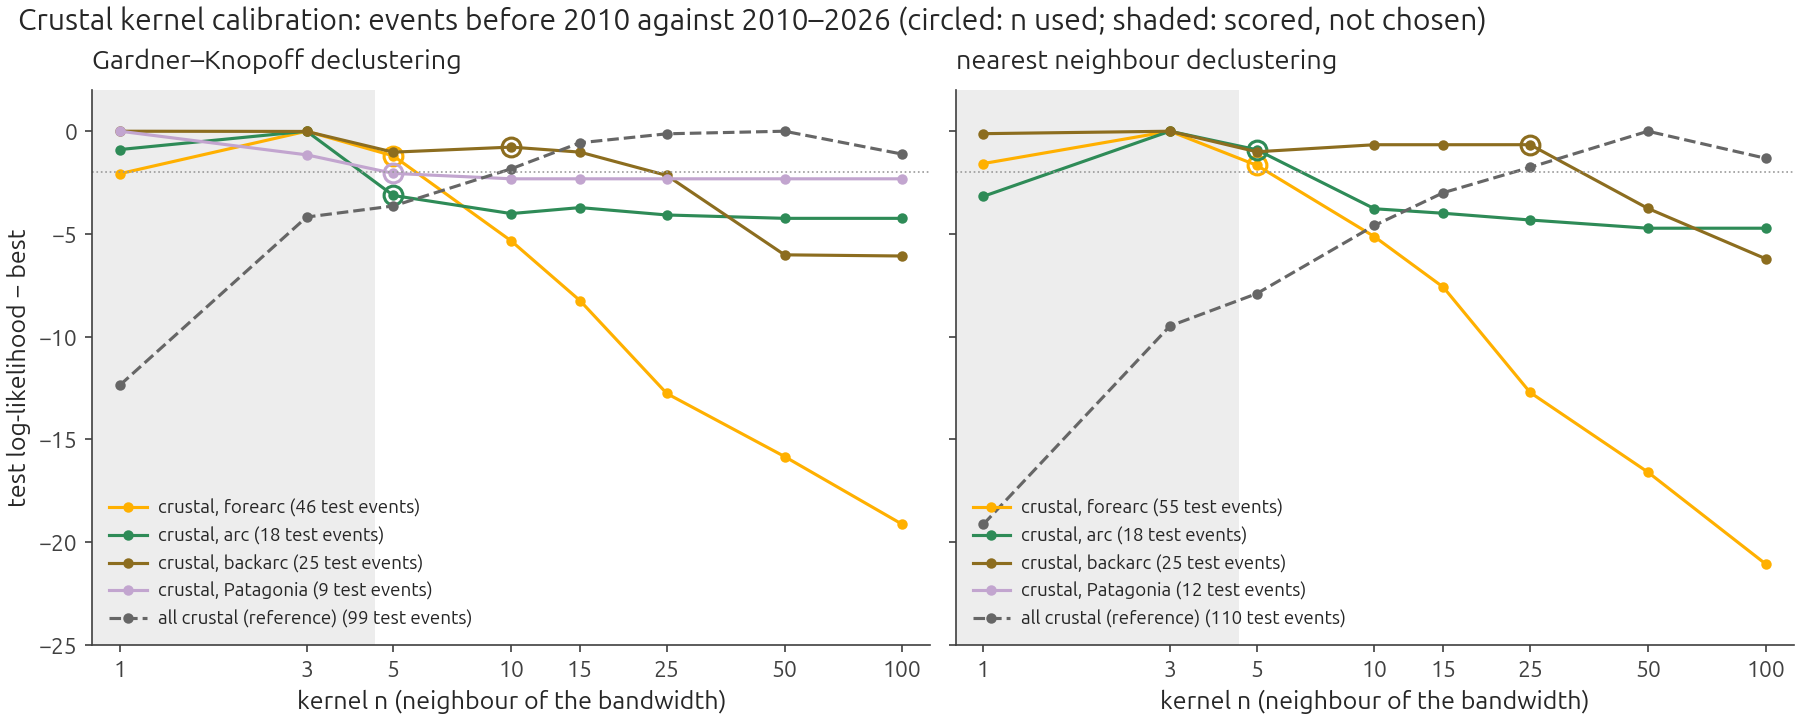 Crustal kernel calibration: events before 2010 against 2010–2026 (circled: n used; shaded: scored, not chosen)
Gardner–Knopoff declustering
test log-likelihood − best
0
−5
−10
−15
−20
−25
crustal, forearc (46 test events)
crustal, arc (18 test events)
crustal, backarc (25 test events)
crustal, Patagonia (9 test events)
all crustal (reference) (99 test events)
1 3 5 10 15 25 50 100
kernel n (neighbour of the bandwidth)
nearest neighbour declustering
crustal, forearc (55 test events)
crustal, arc (18 test events)
crustal, backarc (25 test events)
crustal, Patagonia (12 test events)
all crustal (reference) (110 test events)
1 3 5 10 15 25 50 100
kernel n (neighbour of the bandwidth)